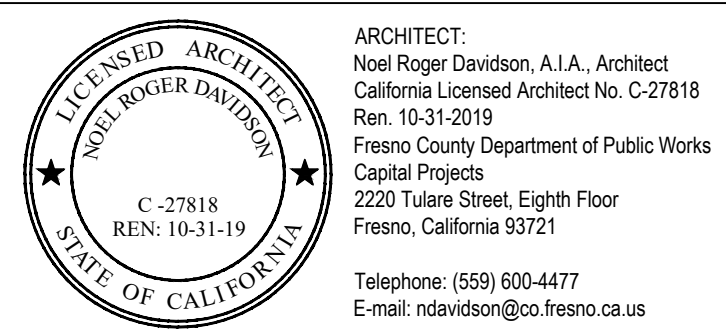 LICENSED ARCHITECT
NOEL ROGER DAVIDSON
C -27818
REN: 10-31-19
STATE OF CALIFORNIA
ARCHITECT:
Noel Roger Davidson, A.I.A., Architect
California Licensed Architect No. C-27818
Ren. 10-31-2019
Fresno County Department of Public Works
Capital Projects
2220 Tulare Street, Eighth Floor
Fresno, California 93721
Telephone: (559) 600-4477
E-mail: ndavidson@co.fresno.ca.us